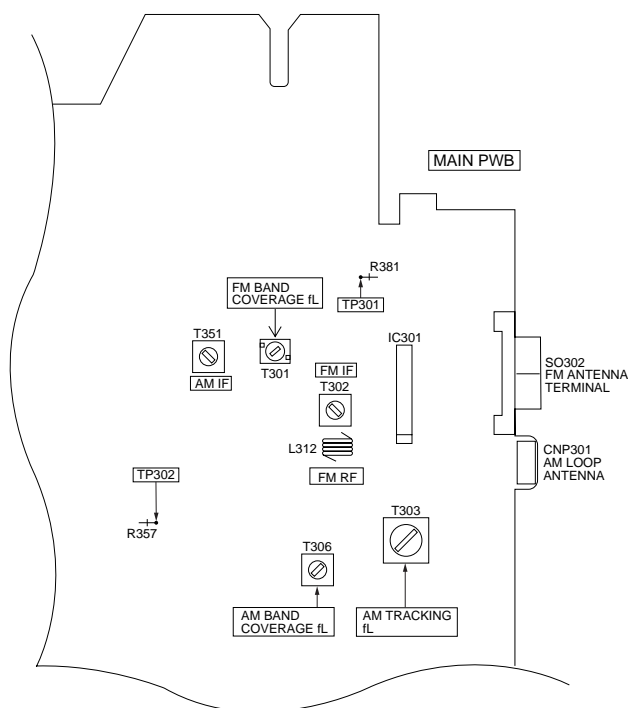 MAIN PWB
R381
FM BAND
COVERAGE fL
TP301
T351
IC301
T301
FM IF
AM IF
T302
SO302
FM ANTENNA
TERMINAL
L312
CNP301
AM LOOP
ANTENNA
FM RF
TP302
R357
T303
T306
AM BAND
COVERAGE fL
AM TRACKING
fL